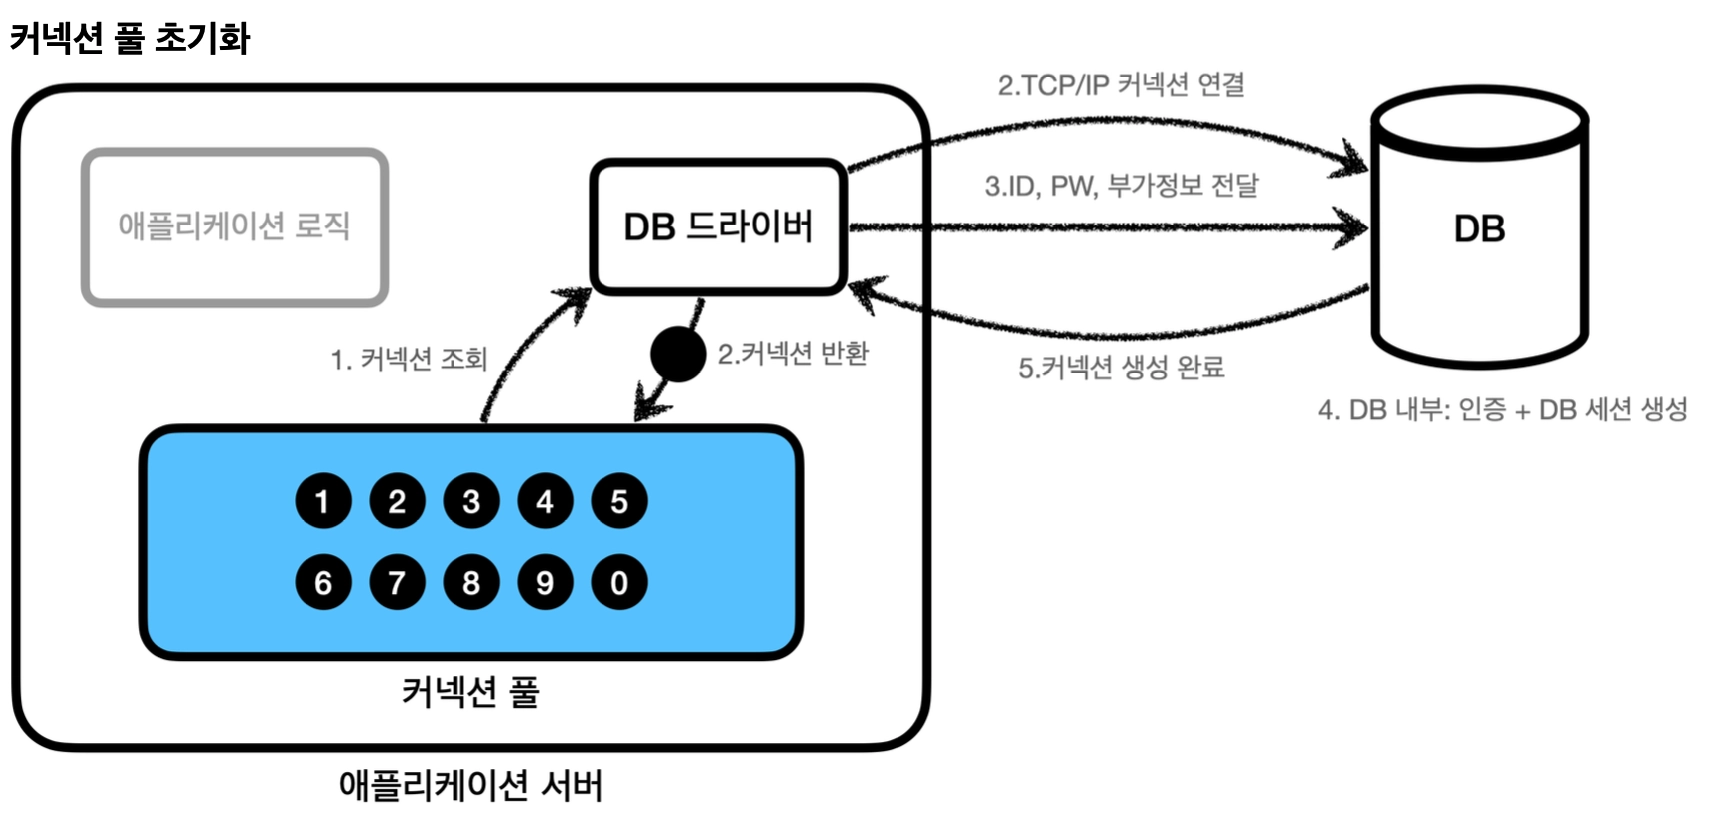 커넥션 풀 초기화
2.TCP/IP 커넥션 연결
3.ID, PW, 부가정보 전달
애플리케이션 로직
DB 드라이버
DB
1. 커넥션 조회
2.커넥션 반환
5.커넥션 생성 완료
4. DB 내부: 인증 + DB 세션 생성
1 2 3 4 5
6 7 8 9 0
커넥션 풀
애플리케이션 서버